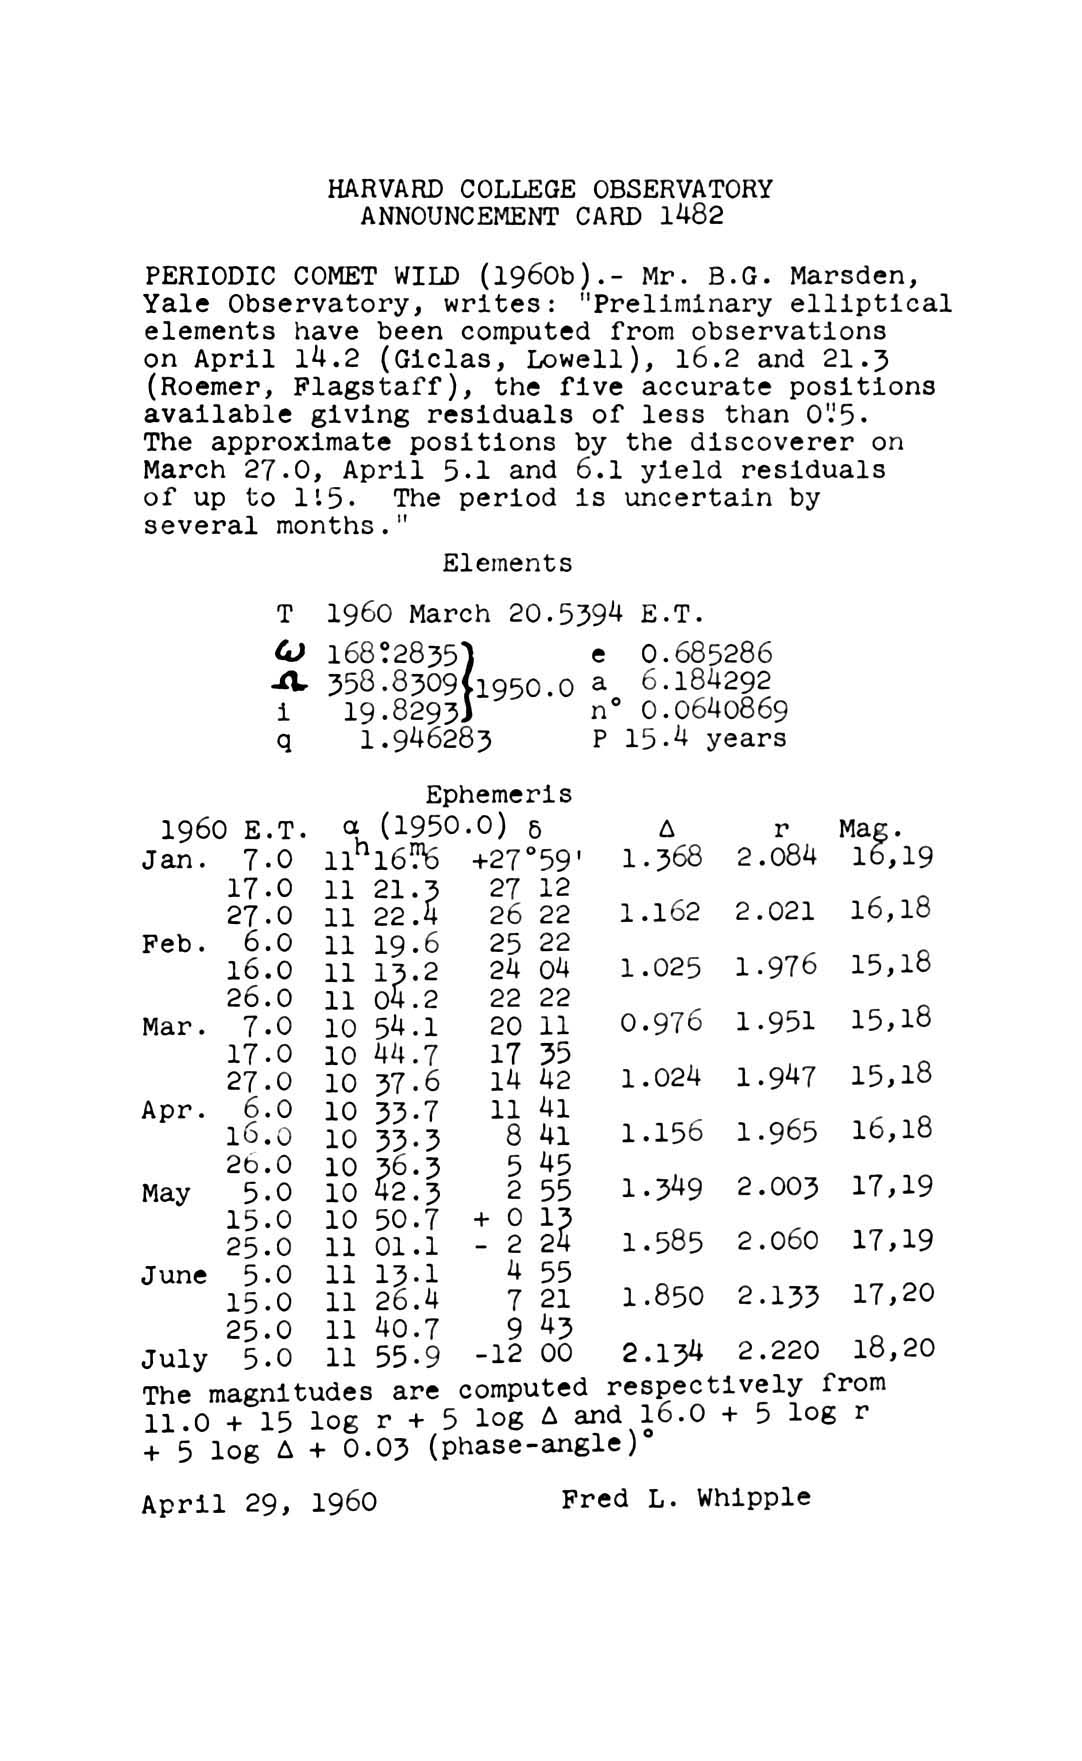 HARVARD COLLEGE OBSERVATORY
ANNOUNCEMENT CARD 1482
PERIODIC COMET WILD (1960b).- Mr. B.G. Marsden,
Yale Observatory, writes: "Preliminary elliptical
elements have been computed from observations
on April 14.2 (Giclas, Lowell), 16.2 and 21.3
(Roemer, Flagstaff), the five accurate positions
available giving residuals of less than 0".5.
The approximate positions by the discoverer on
March 27.0, April 5.1 and 6.1 yield residuals
of up to 1'.5. The period is uncertain by
several months."
Elements
T 1960 March 20.5394 E.T.
ω 168°.2835 e 0.685286
Ω 358.8309 } 1950.0 a 6.184292
i 19.8293 n° 0.0640869
q 1.946283 P 15.4 years
Ephemeris
1960 E.T. α (1950.0) δ Δ r Mag.
Jan. 7.0 11h16m.6 +27°59' 1.368 2.084 16,19
17.0 11 21.3 27 12
27.0 11 22.4 26 22 1.162 2.021 16,18
Feb. 6.0 11 19.6 25 22
16.0 11 13.2 24 04 1.025 1.976 15,18
26.0 11 04.2 22 22
Mar. 7.0 10 54.1 20 11 0.976 1.951 15,18
17.0 10 44.7 17 35
27.0 10 37.6 14 42 1.024 1.947 15,18
Apr. 6.0 10 33.7 11 41
16.0 10 33.3 8 41 1.156 1.965 16,18
26.0 10 36.3 5 45
May 5.0 10 42.3 2 55 1.349 2.003 17,19
15.0 10 50.7 + 0 13
25.0 11 01.1 - 2 24 1.585 2.060 17,19
June 5.0 11 13.1 4 55
15.0 11 26.4 7 21 1.850 2.133 17,20
25.0 11 40.7 9 43
July 5.0 11 55.9 -12 00 2.134 2.220 18,20
The magnitudes are computed respectively from
11.0 + 15 log r + 5 log Δ and 16.0 + 5 log r
+ 5 log Δ + 0.03 (phase-angle)°
April 29, 1960 Fred L. Whipple